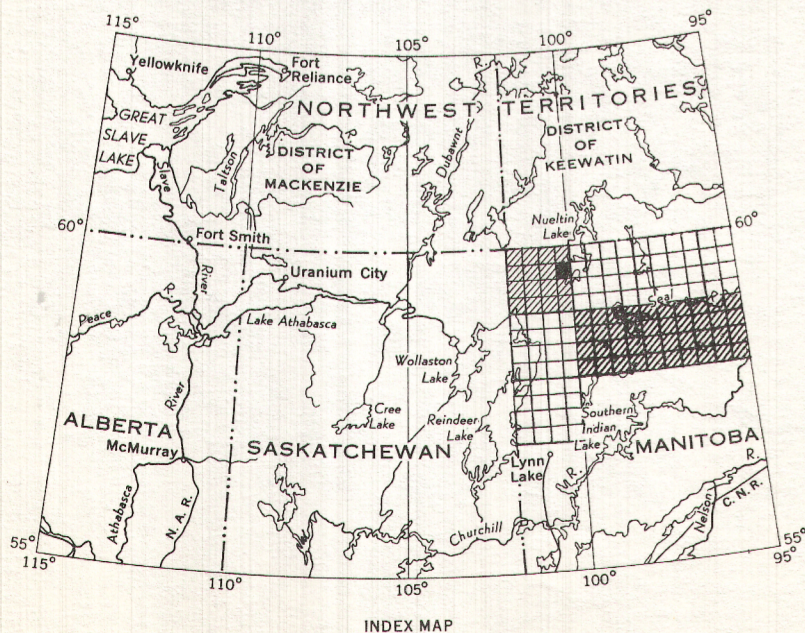 115°
110°
105°
100°
95°
Yellowknife
Fort
Reliance
R.
GREAT
SLAVE
LAKE
NORTHWEST TERRITORIES
Taltson
R.
DISTRICT
OF
MACKENZIE
Dubawnt
DISTRICT
OF
KEEWATIN
Slave
River
Nueltin
Lake
60°
60°
Fort Smith
Uranium City
Peace
R.
Lake Athabasca
Seal
R.
Wollaston
Lake
River
Cree
Lake
Reindeer
Lake
Southern
Indian
Lake
ALBERTA
McMurray
SASKATCHEWAN
MANITOBA
Lynn
Lake
Athabasca
N. A. R.
Churchill
R.
Nelson
R.
C.N.R.
55°
115°
110°
105°
100°
55°
95°
INDEX MAP